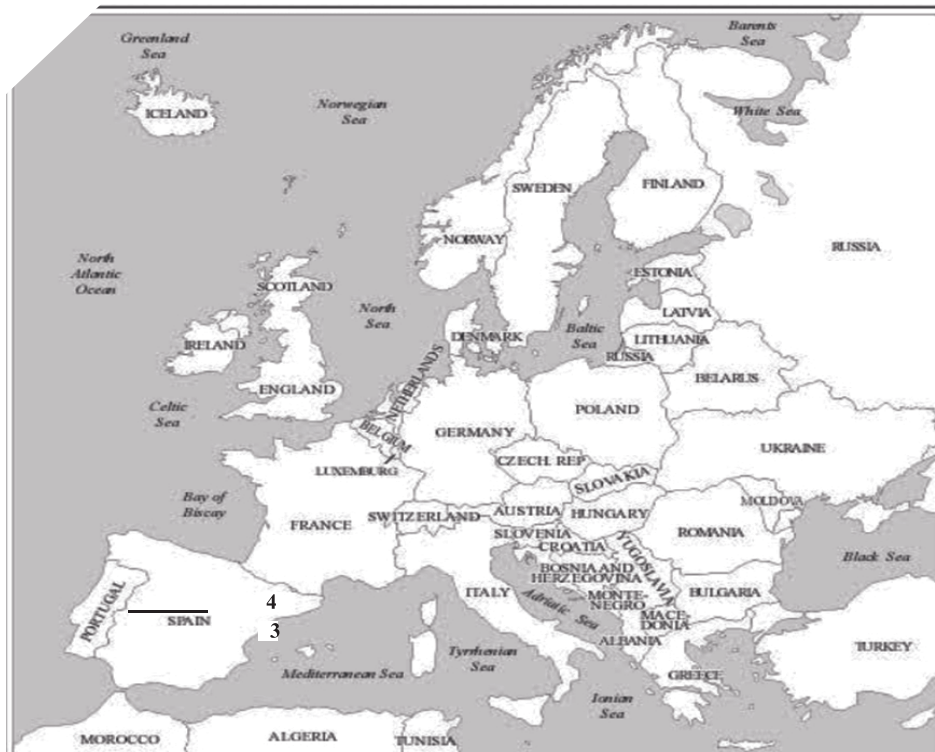 Greenland
Sea
Barents
Sea
ICELAND
Norwegian
Sea
White Sea
SWEDEN
FINLAND
NORWAY
RUSSIA
North
Atlantic
Ocean
SCOTLAND
ESTONIA
North
Sea
LATVIA
IRELAND
DENMARK
Baltic
Sea
LITHUANIA
RUSSIA
BELARUS
ENGLAND
NETHERLANDS
Celtic
Sea
POLAND
BELGIUM
GERMANY
UKRAINE
LUXEMBURG
CZECH. REP
SLOVAKIA
Bay of
Biscay
MOLDOVA
FRANCE
SWITZERLAND
AUSTRIA
HUNGARY
ROMANIA
SLOVENIA
CROATIA
YUGOSLAVIA
Black Sea
BOSNIA AND
HERZEGOVINA
ITALY
Adriatic Sea
MONTE-
NEGRO
BULGARIA
PORTUGAL
SPAIN
4
3
MACE-
DONIA
ALBANIA
TURKEY
Mediterranean Sea
Tyrrhenian
Sea
GREECE
Ionian
Sea
MOROCCO
ALGERIA
TUNISIA